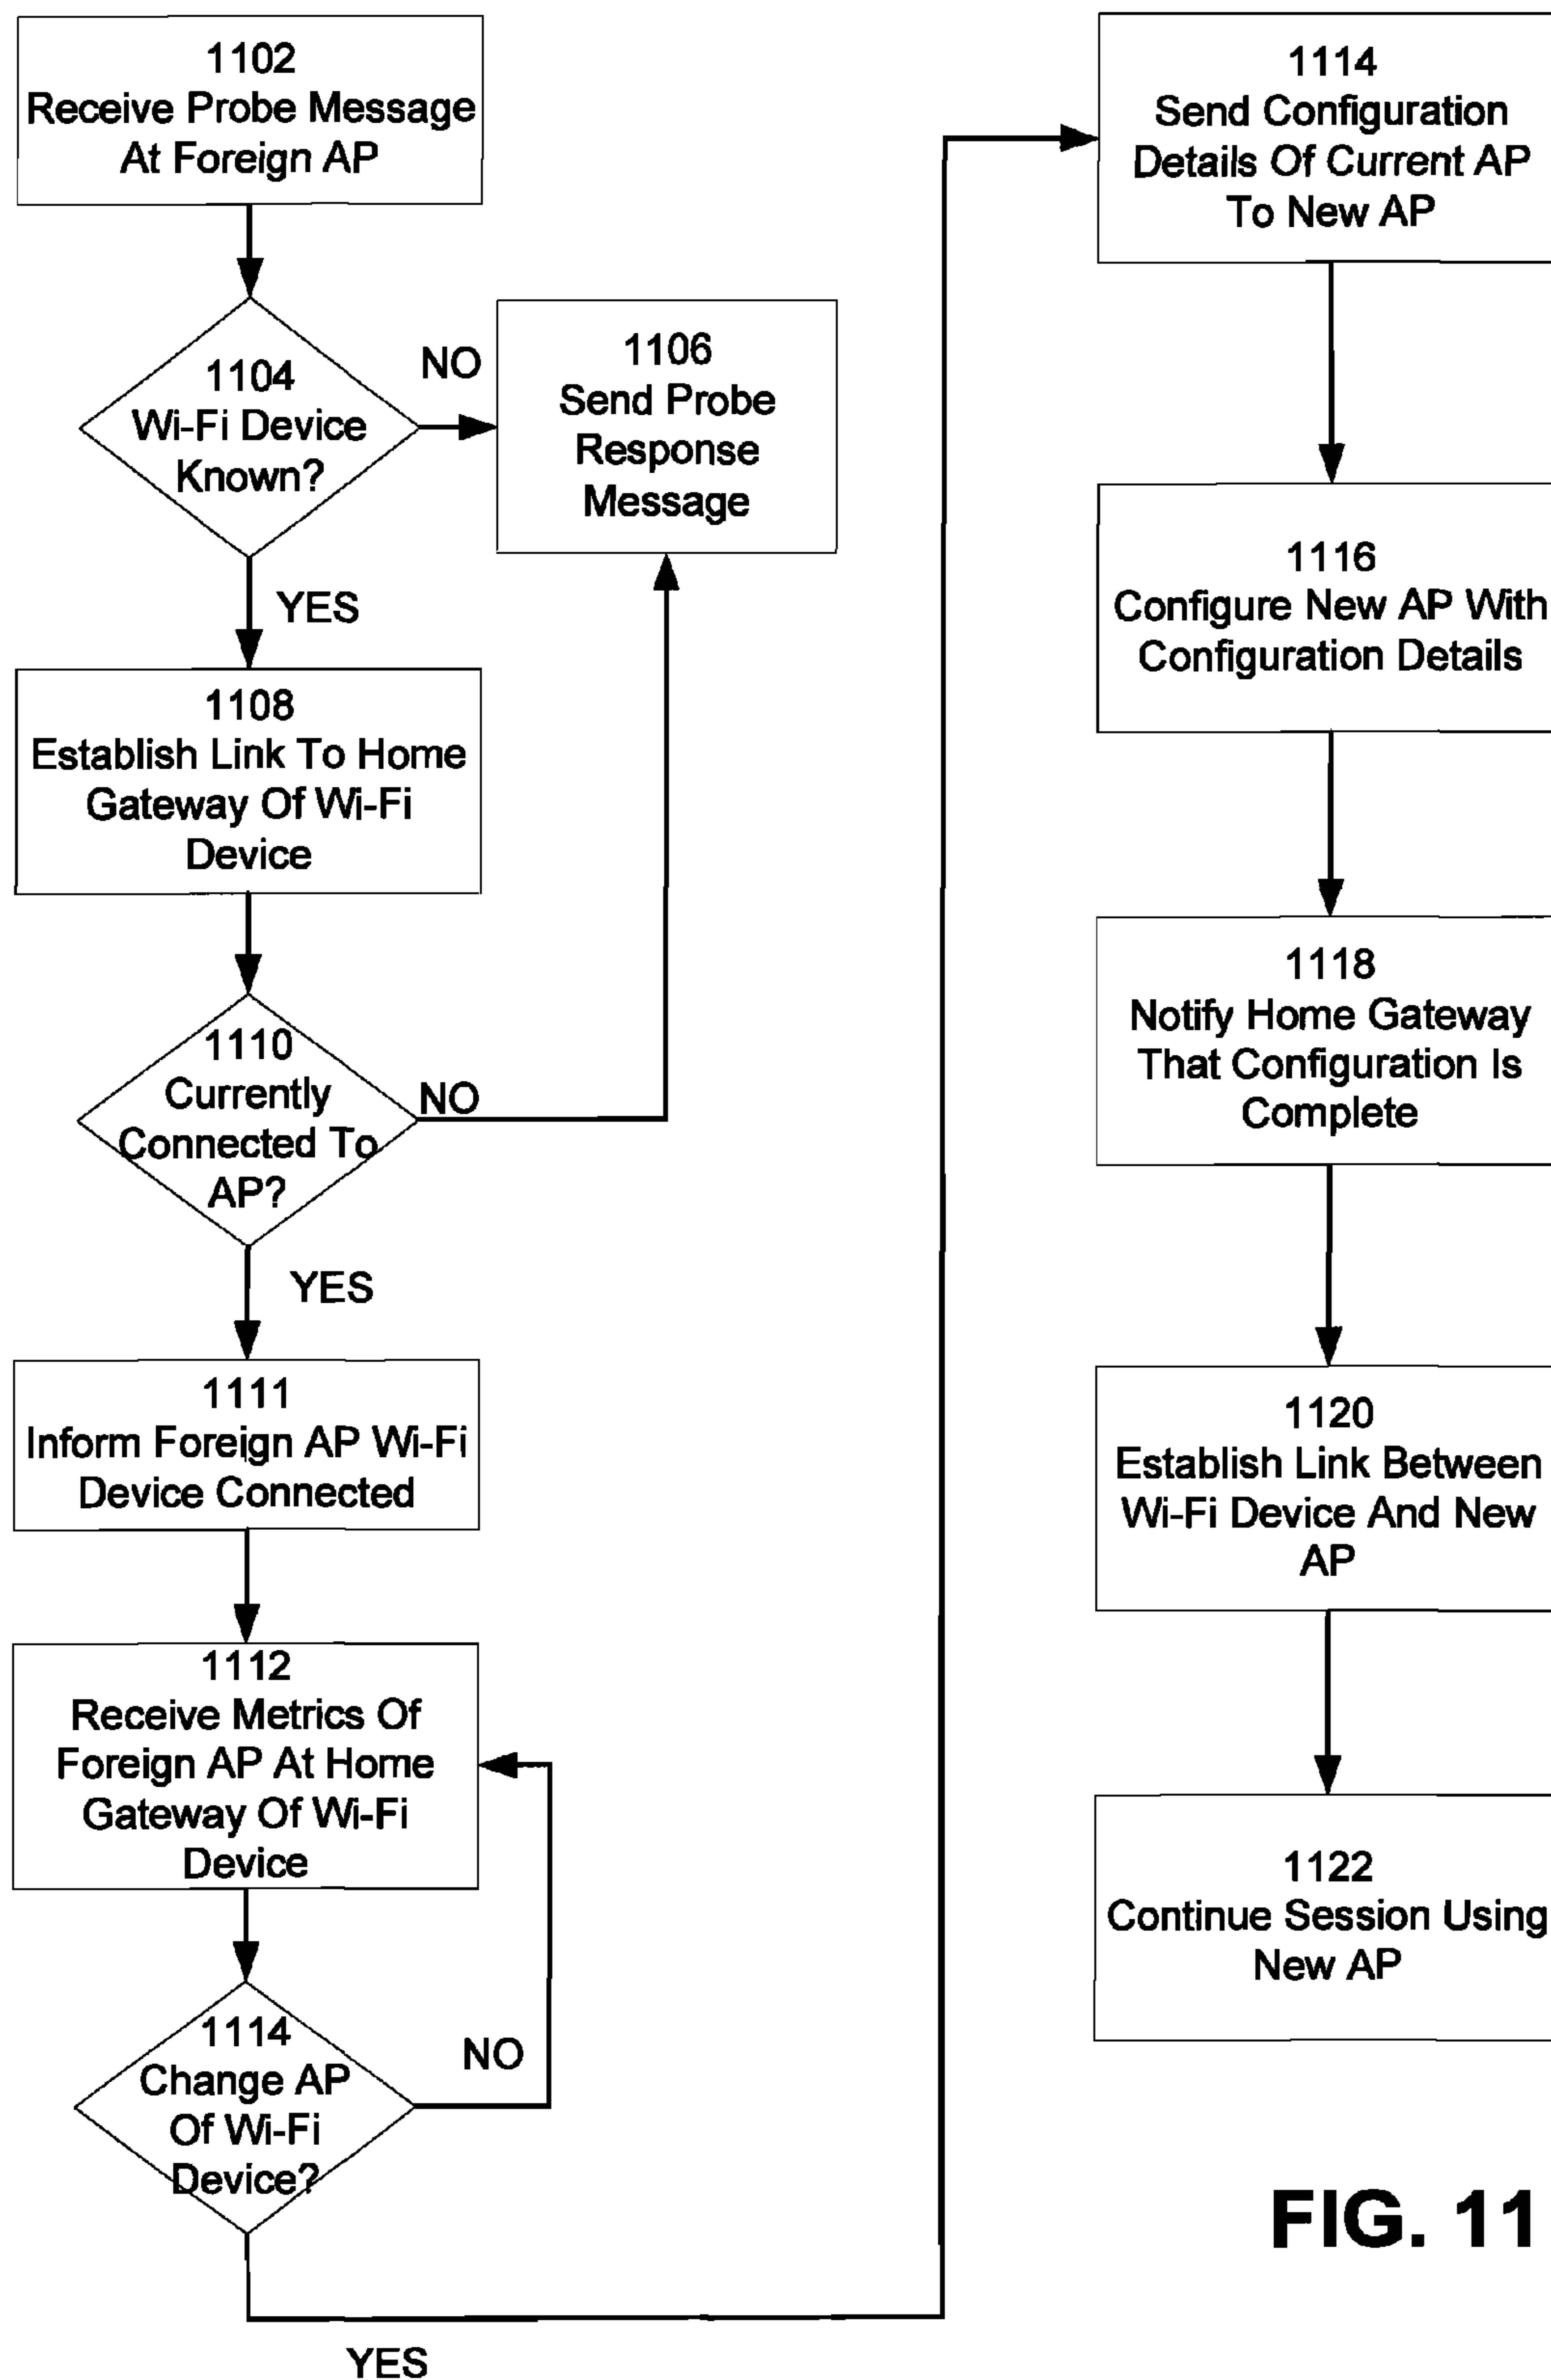 1102
Receive Probe Message
At Foreign AP
1104
Wi-Fi Device
Known?
NO
1106
Send Probe
Response
Message
YES
1108
Establish Link To Home
Gateway Of Wi-Fi
Device
1110
Currently
Connected To
AP?
NO
YES
1111
Inform Foreign AP Wi-Fi
Device Connected
1112
Receive Metrics Of
Foreign AP At Home
Gateway Of Wi-Fi
Device
1114
Change AP
Of Wi-Fi
Device?
NO
YES
1114
Send Configuration
Details Of Current AP
To New AP
1116
Configure New AP With
Configuration Details
1118
Notify Home Gateway
That Configuration Is
Complete
1120
Establish Link Between
Wi-Fi Device And New
AP
1122
Continue Session Using
New AP
FIG. 11